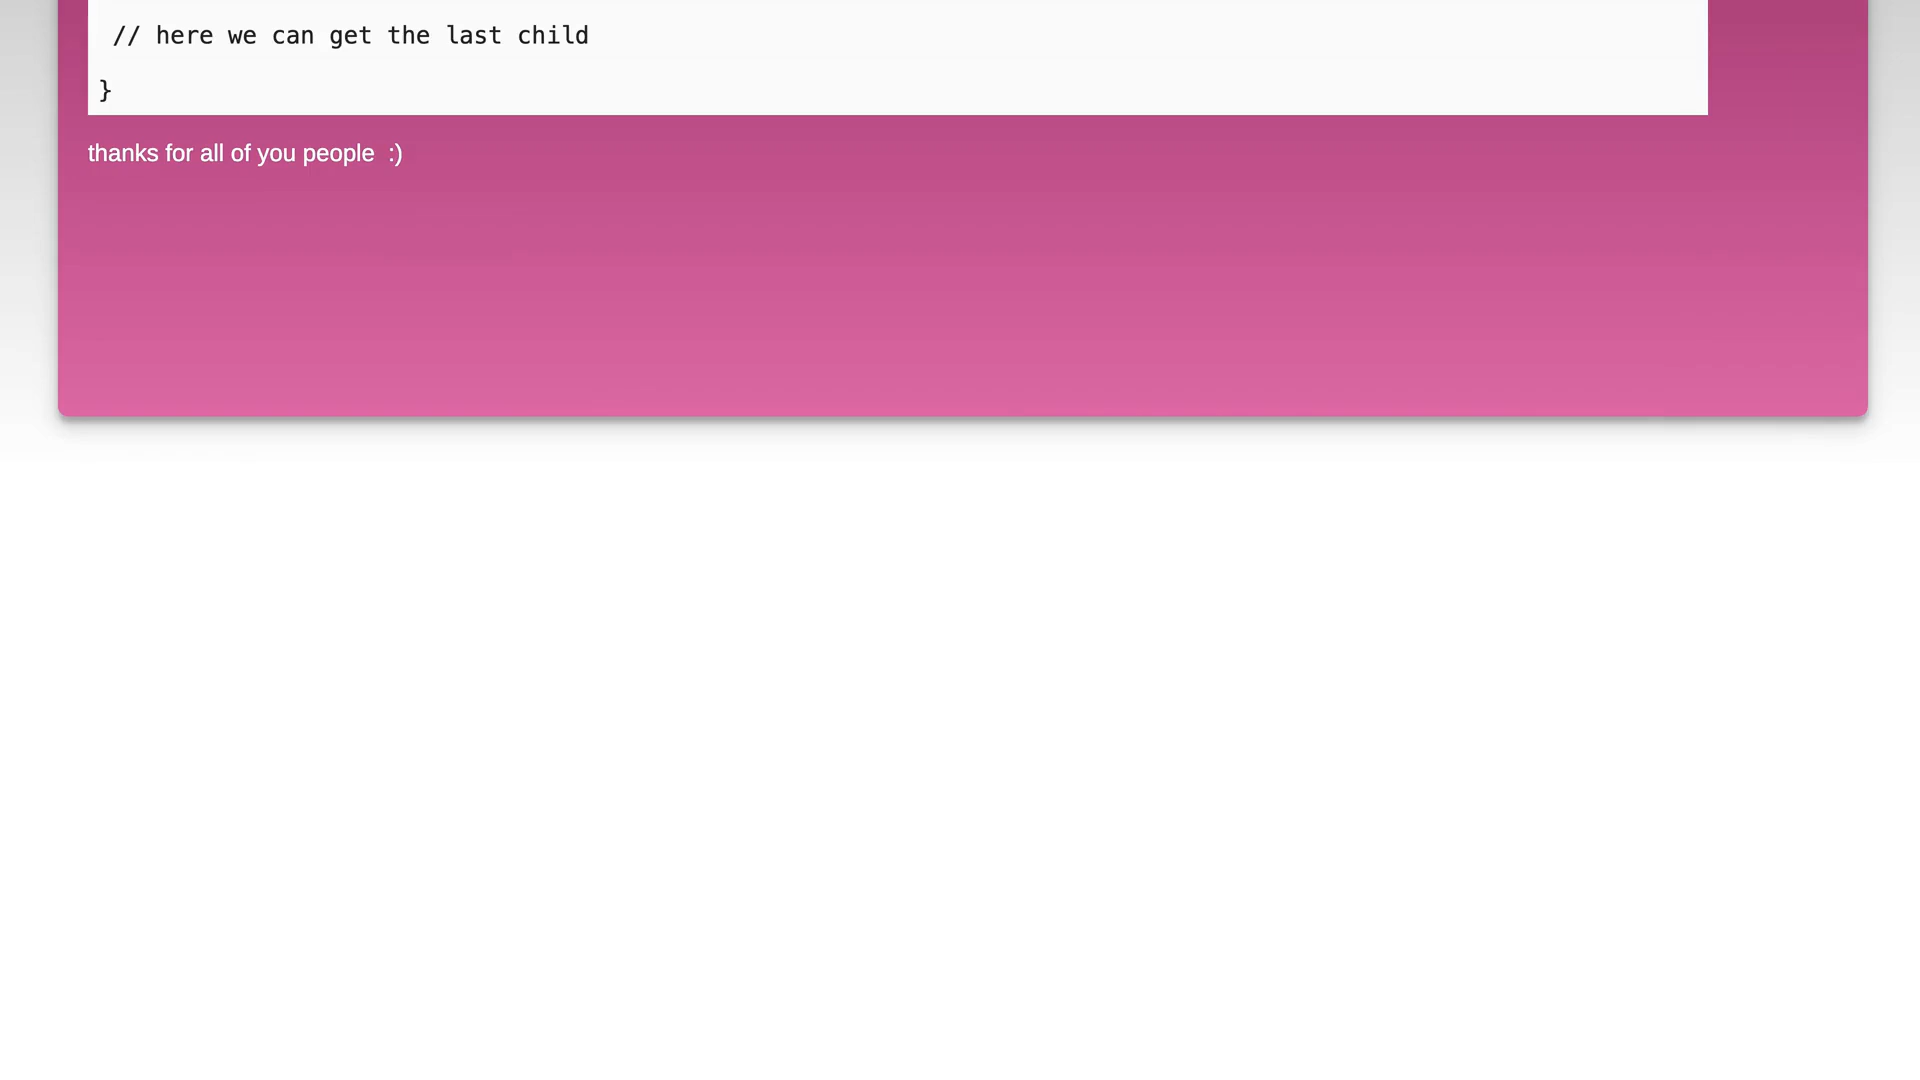 // here we can get the last child
}
thanks for all of you people  :)